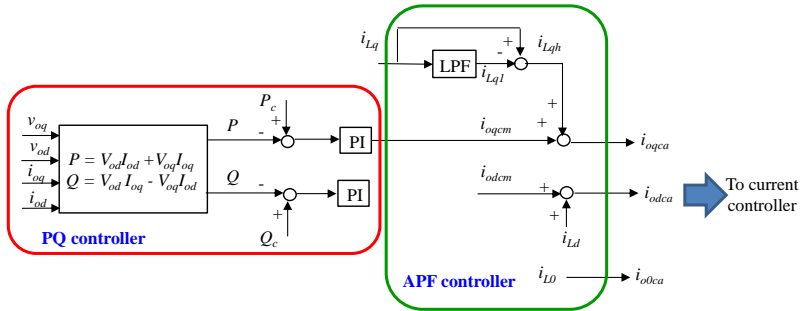 i_Lq
+
i_Lqh
LPF
-
i_Lq1
P_c
+
+
v_oq
v_od
i_oq
i_od
P = V_od I_od + V_oq I_oq
Q = V_od I_oq - V_oq I_od
P
-
PI
i_oqcm
+
i_oqca
Q
-
PI
+
Q_c
i_odcm
+
i_odca
+
i_Ld
To current
controller
PQ controller
APF controller
i_L0
i_o0ca